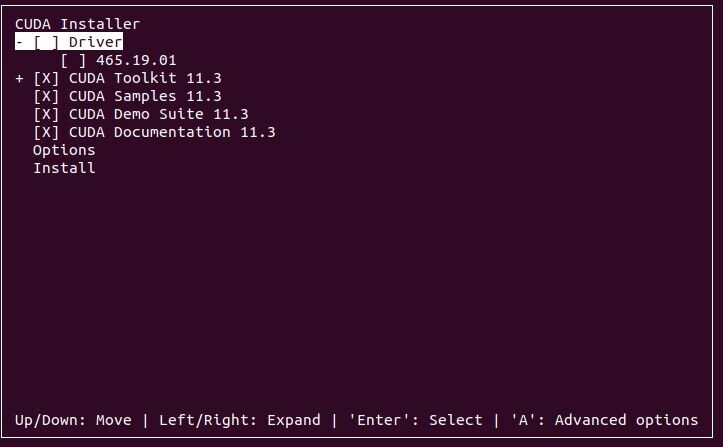 CUDA Installer
- [ ] Driver
[ ] 465.19.01
+ [X] CUDA Toolkit 11.3
[X] CUDA Samples 11.3
[X] CUDA Demo Suite 11.3
[X] CUDA Documentation 11.3
Options
Install
Up/Down: Move | Left/Right: Expand | 'Enter': Select | 'A': Advanced options